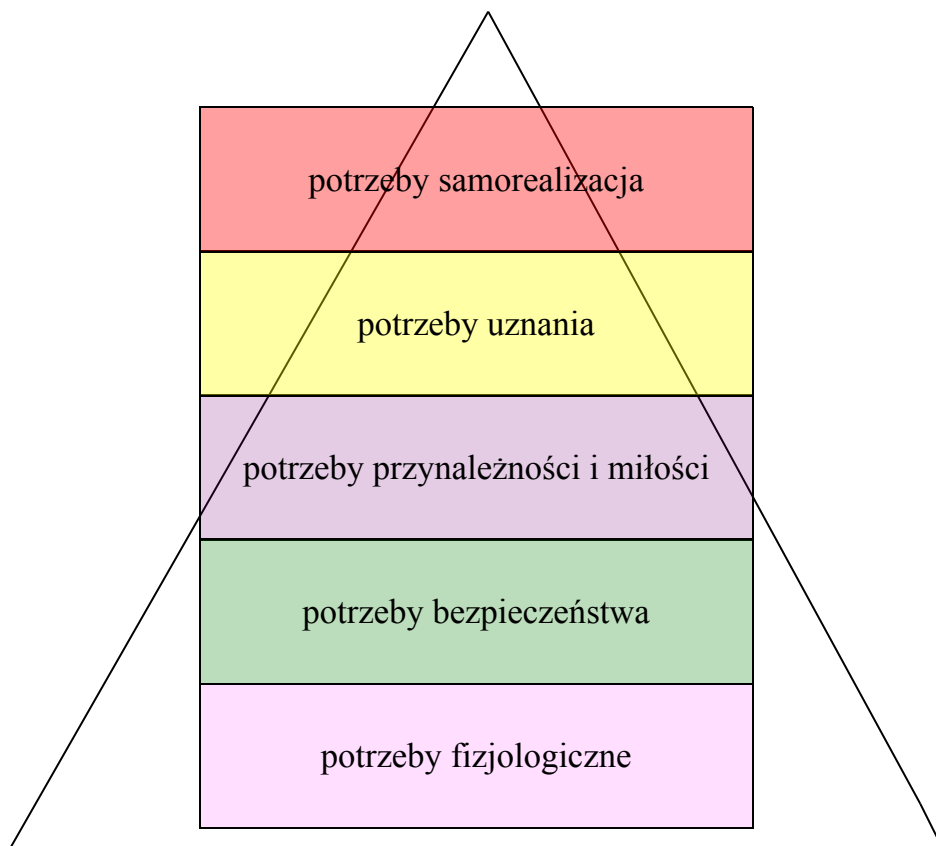 potrzeby samorealizacja
potrzeby uznania
potrzeby przynależności i miłości
potrzeby bezpieczeństwa
potrzeby fizjologiczne